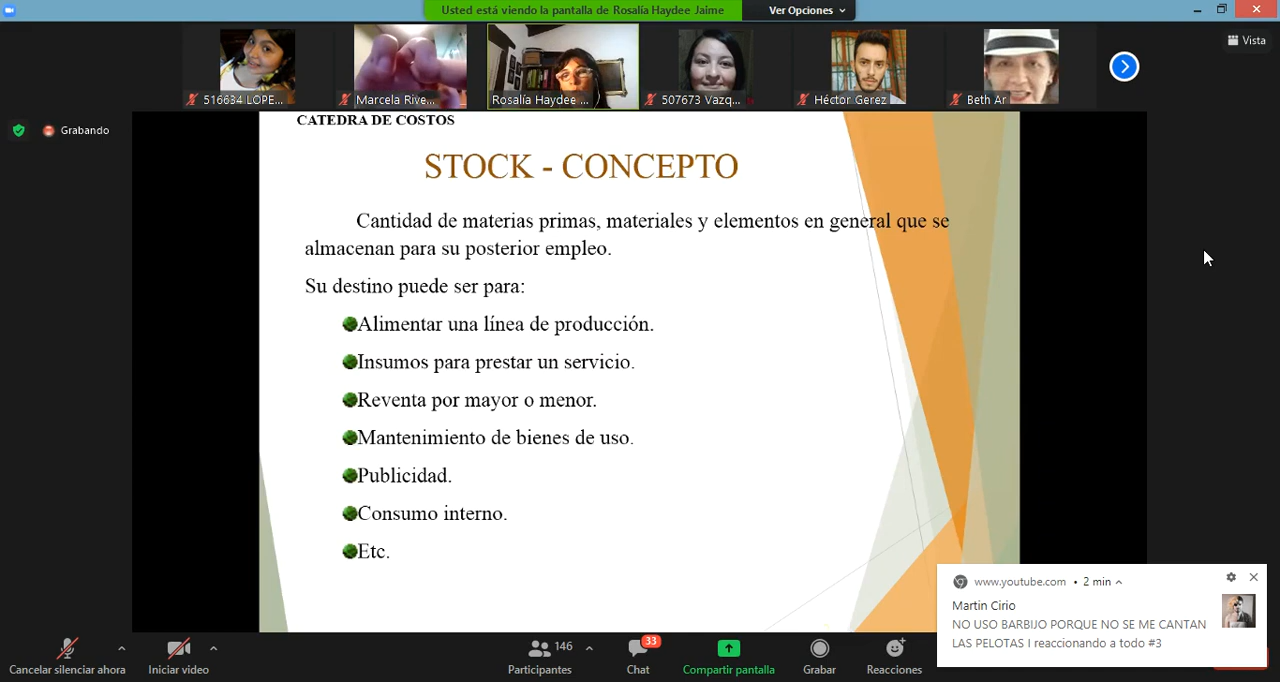 Usted está viendo la pantalla de Rosalía Haydee Jaime
Ver Opciones
Vista
516634 LOPE...
Marcela Rive...
Rosalía Haydee ...
507673 Vazq...
Héctor Gerez
Beth Ar
Grabando
CATEDRA DE COSTOS
STOCK - CONCEPTO
Cantidad de materias primas, materiales y elementos en general que se
almacenan para su posterior empleo.
Su destino puede ser para:
Alimentar una línea de producción.
Insumos para prestar un servicio.
Reventa por mayor o menor.
Mantenimiento de bienes de uso.
Publicidad.
Consumo interno.
Etc.
www.youtube.com • 2 min
Martin Cirio
NO USO BARBIJO PORQUE NO SE ME CANTAN
LAS PELOTAS I reaccionando a todo #3
Cancelar silenciar ahora
Iniciar video
146
Participantes
33
Chat
Compartir pantalla
Grabar
Reacciones